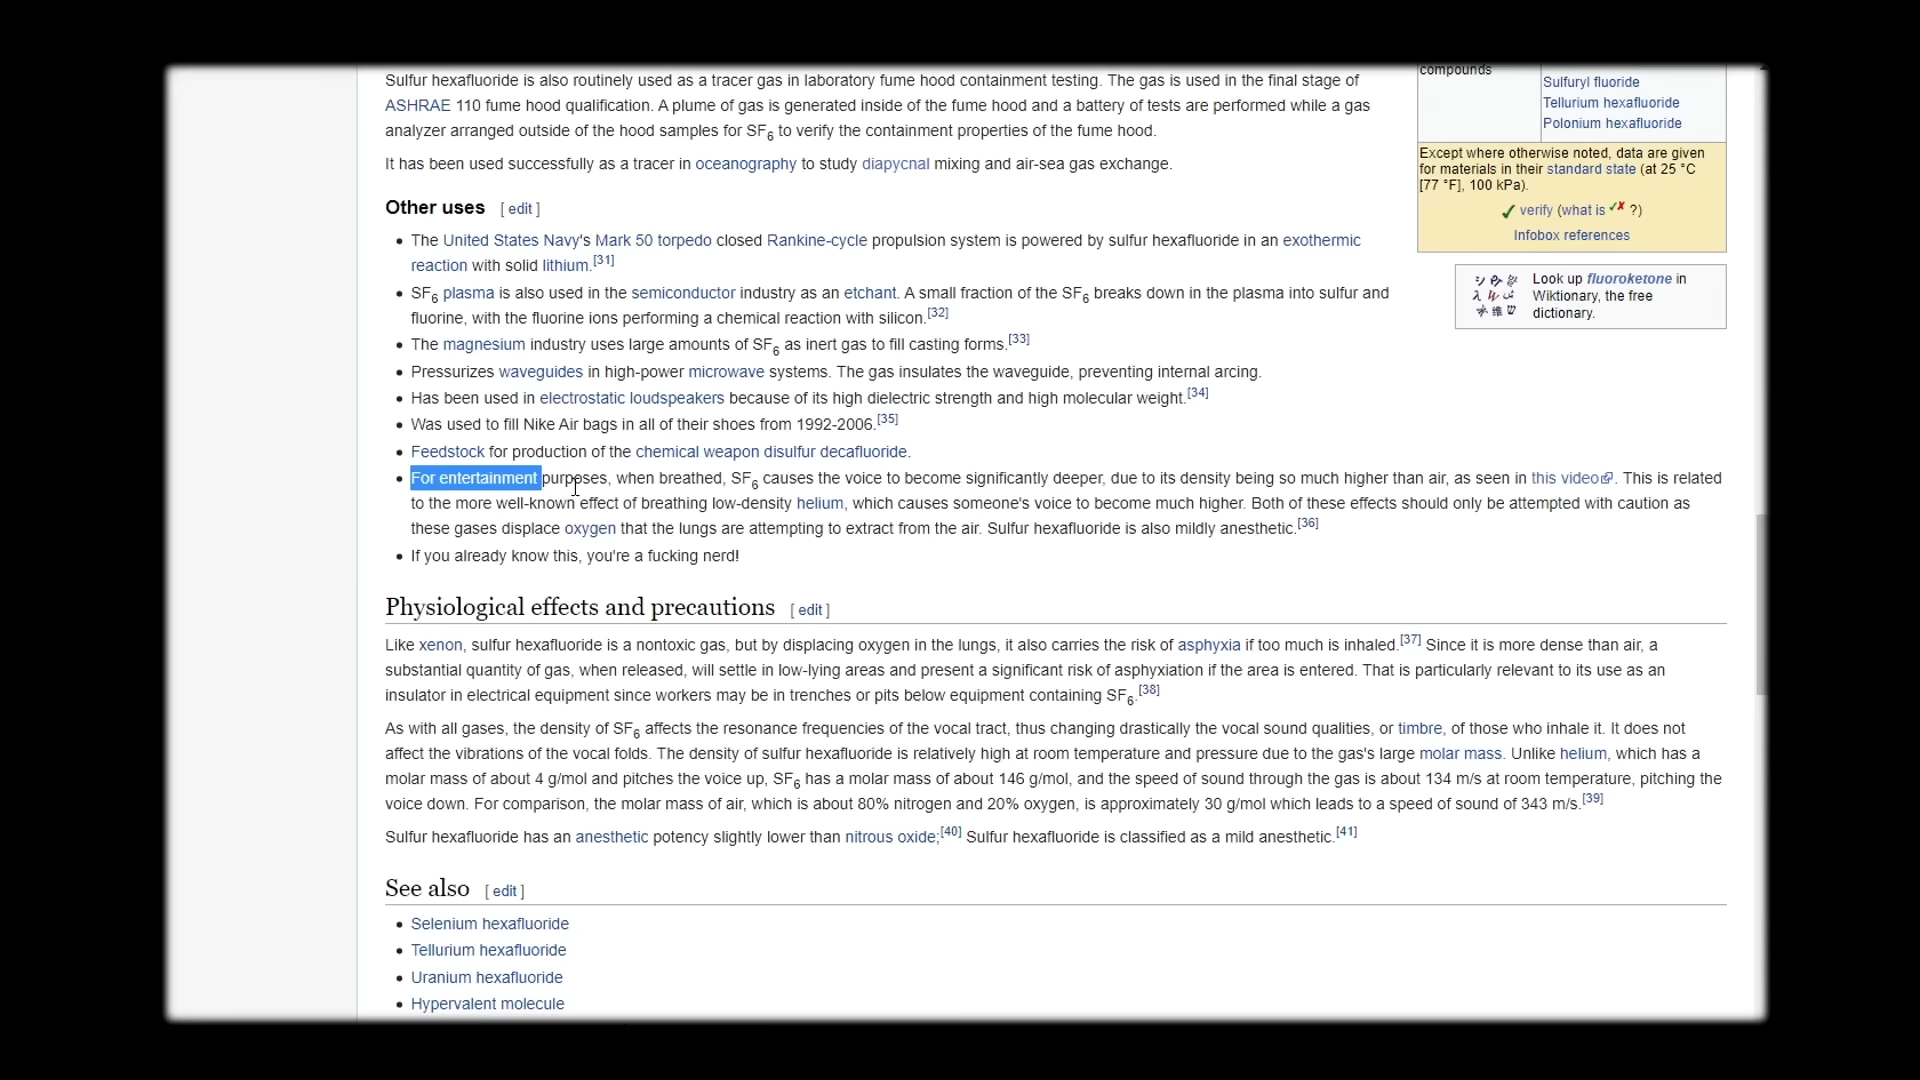 Sulfur hexafluoride is also routinely used as a tracer gas in laboratory fume hood containment testing. The gas is used in the final stage of
ASHRAE 110 fume hood qualification. A plume of gas is generated inside of the fume hood and a battery of tests are performed while a gas
analyzer arranged outside of the hood samples for SF6 to verify the containment properties of the fume hood.
It has been used successfully as a tracer in oceanography to study diapycnal mixing and air-sea gas exchange.
Other uses [ edit ]
• The United States Navy's Mark 50 torpedo closed Rankine-cycle propulsion system is powered by sulfur hexafluoride in an exothermic
reaction with solid lithium.[31]
• SF6 plasma is also used in the semiconductor industry as an etchant. A small fraction of the SF6 breaks down in the plasma into sulfur and
fluorine, with the fluorine ions performing a chemical reaction with silicon.[32]
• The magnesium industry uses large amounts of SF6 as inert gas to fill casting forms.[33]
• Pressurizes waveguides in high-power microwave systems. The gas insulates the waveguide, preventing internal arcing.
• Has been used in electrostatic loudspeakers because of its high dielectric strength and high molecular weight.[34]
• Was used to fill Nike Air bags in all of their shoes from 1992-2006.[35]
• Feedstock for production of the chemical weapon disulfur decafluoride.
• For entertainment purposes, when breathed, SF6 causes the voice to become significantly deeper, due to its density being so much higher than air, as seen in this video. This is related
to the more well-known effect of breathing low-density helium, which causes someone's voice to become much higher. Both of these effects should only be attempted with caution as
these gases displace oxygen that the lungs are attempting to extract from the air. Sulfur hexafluoride is also mildly anesthetic.[36]
• If you already know this, you're a fucking nerd!
Physiological effects and precautions [ edit ]
Like xenon, sulfur hexafluoride is a nontoxic gas, but by displacing oxygen in the lungs, it also carries the risk of asphyxia if too much is inhaled.[37] Since it is more dense than air, a
substantial quantity of gas, when released, will settle in low-lying areas and present a significant risk of asphyxiation if the area is entered. That is particularly relevant to its use as an
insulator in electrical equipment since workers may be in trenches or pits below equipment containing SF6.[38]
As with all gases, the density of SF6 affects the resonance frequencies of the vocal tract, thus changing drastically the vocal sound qualities, or timbre, of those who inhale it. It does not
affect the vibrations of the vocal folds. The density of sulfur hexafluoride is relatively high at room temperature and pressure due to the gas's large molar mass. Unlike helium, which has a
molar mass of about 4 g/mol and pitches the voice up, SF6 has a molar mass of about 146 g/mol, and the speed of sound through the gas is about 134 m/s at room temperature, pitching the
voice down. For comparison, the molar mass of air, which is about 80% nitrogen and 20% oxygen, is approximately 30 g/mol which leads to a speed of sound of 343 m/s.[39]
Sulfur hexafluoride has an anesthetic potency slightly lower than nitrous oxide;[40] Sulfur hexafluoride is classified as a mild anesthetic.[41]
See also [ edit ]
• Selenium hexafluoride
• Tellurium hexafluoride
• Uranium hexafluoride
• Hypervalent molecule
compounds
Sulfuryl fluoride
Tellurium hexafluoride
Polonium hexafluoride
Except where otherwise noted, data are given
for materials in their standard state (at 25 °C
[77 °F], 100 kPa).
✓ verify (what is ✓✗ ?)
Infobox references
Look up fluoroketone in
Wiktionary, the free
dictionary.